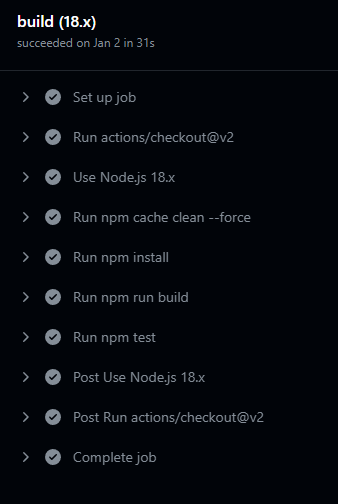 build (18.x)
succeeded on Jan 2 in 31s
Set up job
Run actions/checkout@v2
Use Node.js 18.x
Run npm cache clean --force
Run npm install
Run npm run build
Run npm test
Post Use Node.js 18.x
Post Run actions/checkout@v2
Complete job